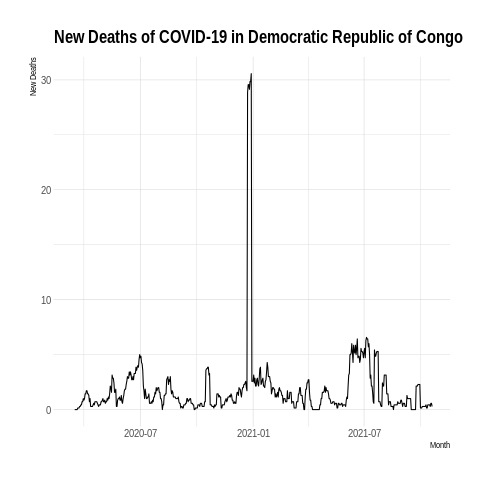 New Deaths of COVID-19 in Democratic Republic of Congo
New Deaths
30
20
10
0
2020-07
2021-01
2021-07
Month